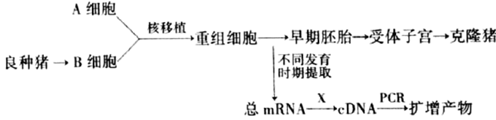 A 细胞
核移植
重组细胞→早期胚胎→受体子宫→克隆猪
良种猪→B 细胞
不同发育
时期提取
总 mRNA—X→cDNA—PCR→扩增产物